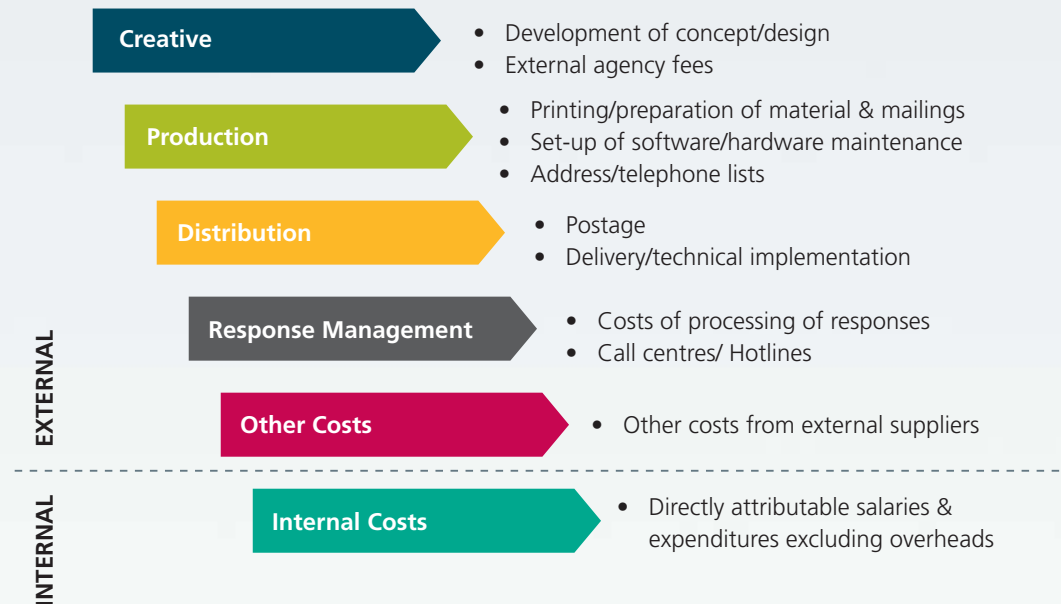 Creative
• Development of concept/design
• External agency fees
Production
• Printing/preparation of material & mailings
• Set-up of software/hardware maintenance
• Address/telephone lists
Distribution
• Postage
• Delivery/technical implementation
Response Management
• Costs of processing of responses
• Call centres/ Hotlines
EXTERNAL
Other Costs
• Other costs from external suppliers
INTERNAL
Internal Costs
• Directly attributable salaries &
expenditures excluding overheads